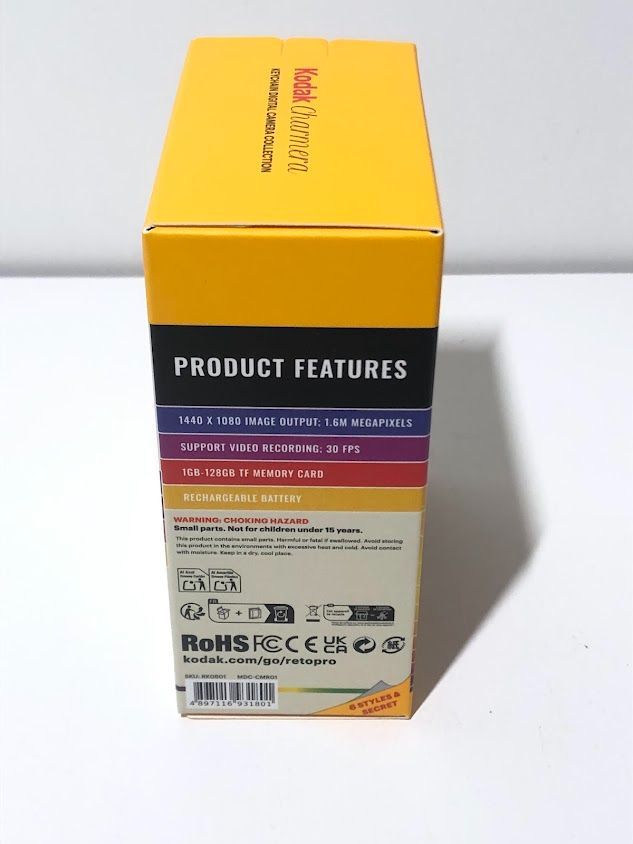 Kodak Charmera
KEYCHAIN DIGITAL CAMERA COLLECTION
PRODUCT FEATURES
1440 X 1080 IMAGE OUTPUT; 1.6M MEGAPIXELS
SUPPORT VIDEO RECORDING; 30 FPS
1GB-128GB TF MEMORY CARD
RECHARGEABLE BATTERY
WARNING: CHOKING HAZARD
Small parts. Not for children under 15 years.
This product contains small parts. Harmful or fatal if swallowed. Avoid storing
this product in the environments with excessive heat and cold. Avoid contact
with moisture. Keep in a dry, cool place.
FR
RoHS FC CE UK CA
kodak.com/go/retopro
SKU: RK0801 MDC-CMR01
4 897116 931801
6 STYLES &
SECRET